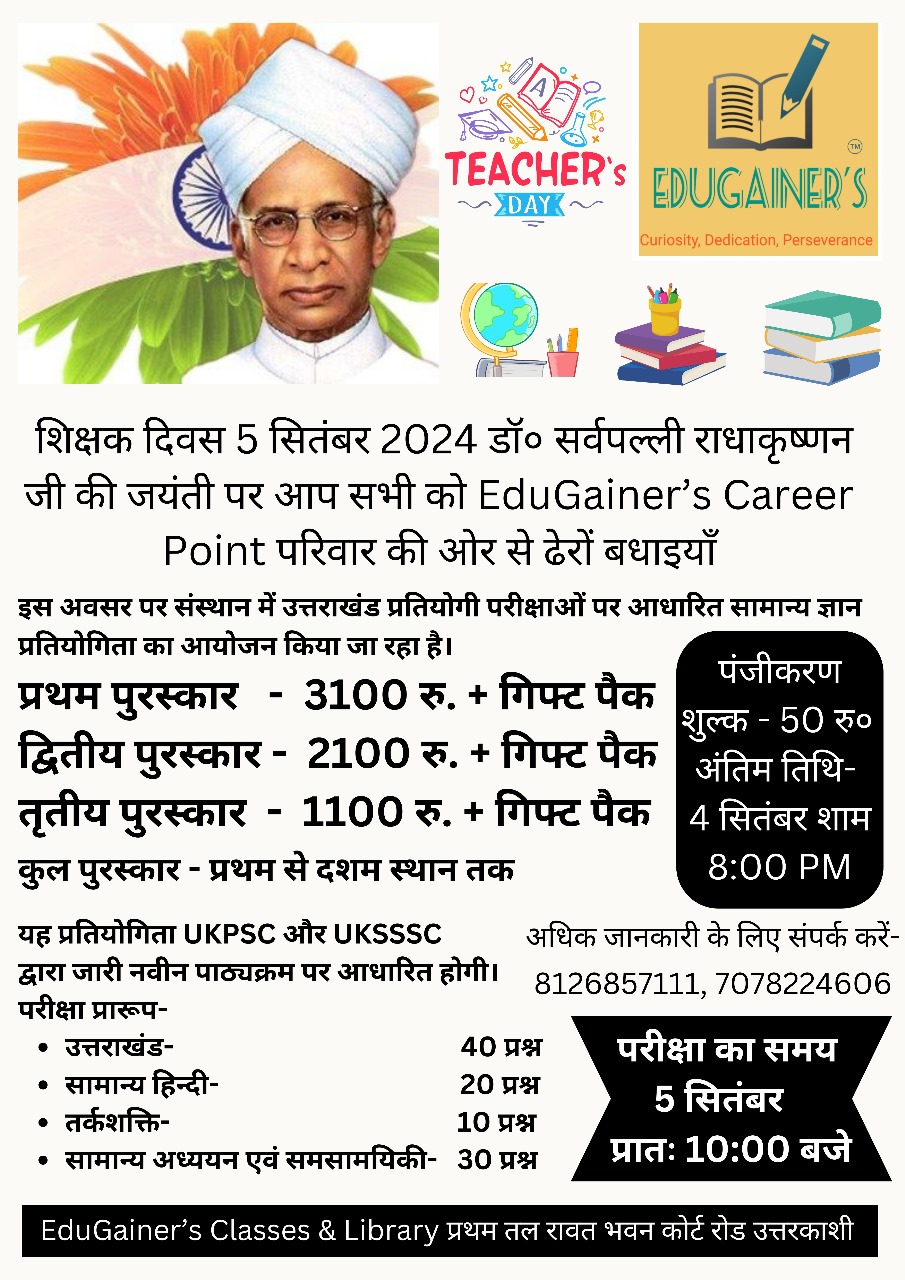 A
TEACHER's
DAY
TM
EDUGAINER'S
Curiosity, Dedication, Perseverance
शिक्षक दिवस 5 सितंबर 2024 डॉ० सर्वपल्ली राधाकृष्णन
जी की जयंती पर आप सभी को EduGainer's Career
Point परिवार की ओर से ढेरों बधाइयाँ
इस अवसर पर संस्थान में उत्तराखंड प्रतियोगी परीक्षाओं पर आधारित सामान्य ज्ञान
प्रतियोगिता का आयोजन किया जा रहा है।
प्रथम पुरस्कार - 3100 रु. + गिफ्ट पैक
द्वितीय पुरस्कार - 2100 रु. + गिफ्ट पैक
तृतीय पुरस्कार - 1100 रु. + गिफ्ट पैक
कुल पुरस्कार - प्रथम से दशम स्थान तक
पंजीकरण
शुल्क - 50 रु०
अंतिम तिथि-
4 सितंबर शाम
8:00 PM
यह प्रतियोगिता UKPSC और UKSSSC
द्वारा जारी नवीन पाठ्यक्रम पर आधारित होगी।
परीक्षा प्रारूप-
• उत्तराखंड- 40 प्रश्न
• सामान्य हिन्दी- 20 प्रश्न
• तर्कशक्ति- 10 प्रश्न
• सामान्य अध्ययन एवं समसामयिकी- 30 प्रश्न
अधिक जानकारी के लिए संपर्क करें-
8126857111, 7078224606
परीक्षा का समय
5 सितंबर
प्रातः 10:00 बजे
EduGainer's Classes & Library प्रथम तल रावत भवन कोर्ट रोड उत्तरकाशी